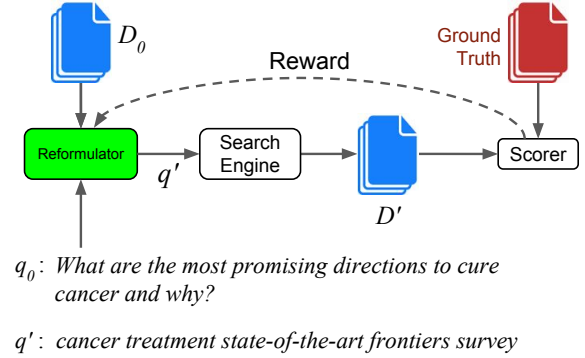 D₀
Ground
Truth
Reward
Reformulator
q'
Search
Engine
D'
Scorer
q₀ : What are the most promising directions to cure
cancer and why?
q' : cancer treatment state-of-the-art frontiers survey